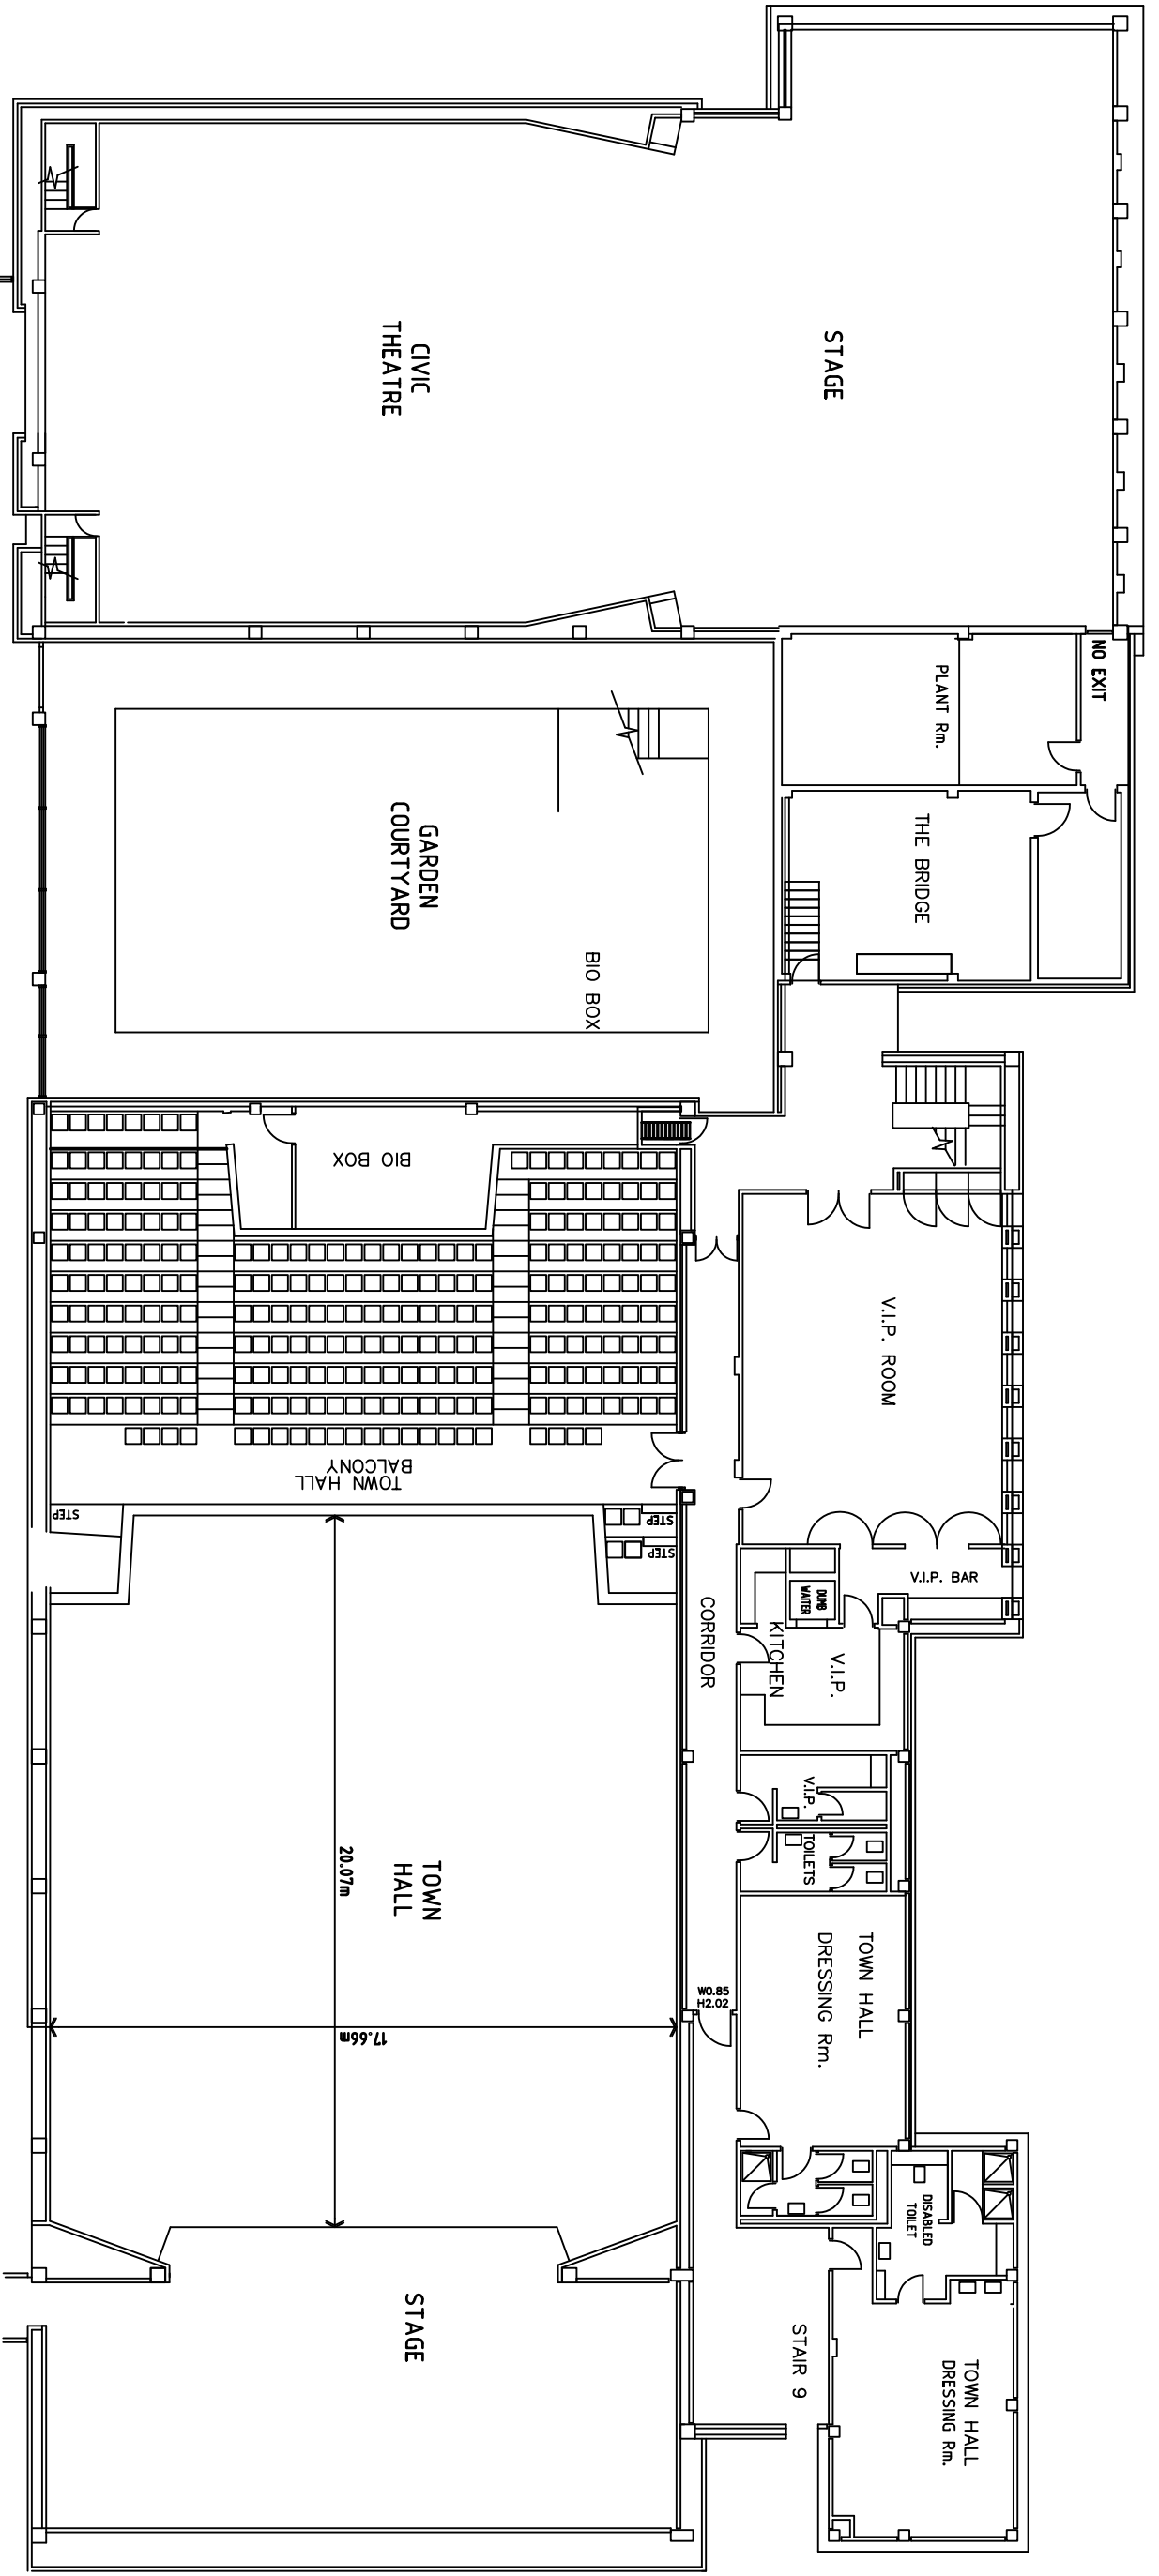 STAGE
CIVIC
THEATRE
NO EXIT
PLANT Rm.
THE BRIDGE
GARDEN
COURTYARD
BIO BOX
BIO BOX
V.I.P. ROOM
TOWN HALL
BALCONY
STEP
STEP
STEP
V.I.P. BAR
DUMB
WAITER
V.I.P.
KITCHEN
CORRIDOR
V.I.P.
TOILETS
TOWN
HALL
20.07m
17.66m
TOWN HALL
DRESSING Rm.
W0.85
H2.02
DISABLED
TOILET
STAGE
STAIR 9
TOWN HALL
DRESSING Rm.